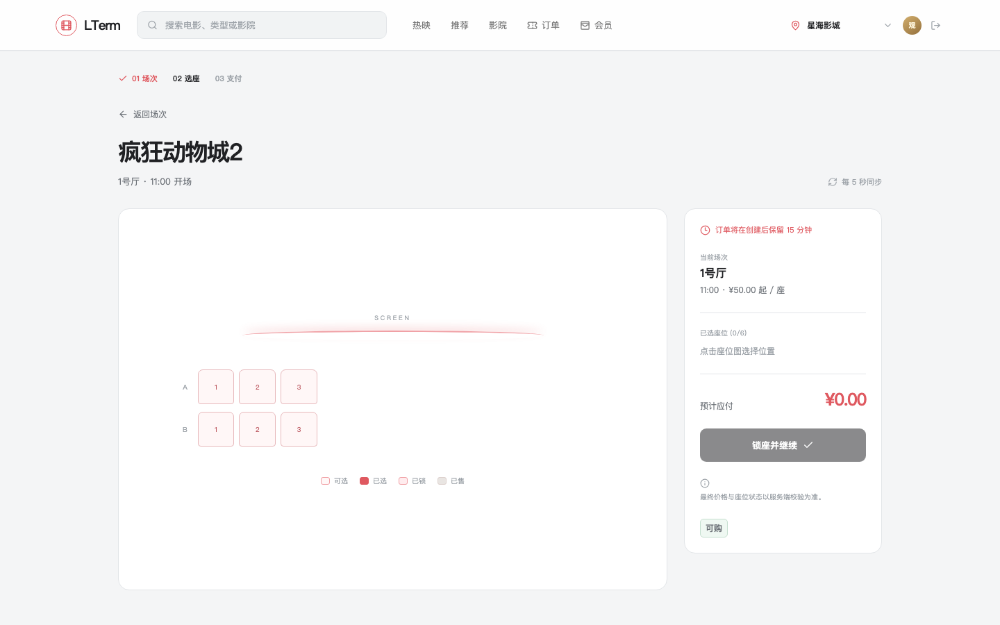 LTerm
搜索电影、类型或影院
热映
推荐
影院
订单
会员
星海影城
观
01 场次
02 选座
03 支付
返回场次
疯狂动物城2
1号厅 · 11:00 开场
每 5 秒同步
SCREEN
A
1
2
3
B
1
2
3
可选
已选
已锁
已售
订单将在创建后保留 15 分钟
当前场次
1号厅
11:00 · ¥50.00 起 / 座
已选座位 (0/6)
点击座位图选择位置
预计应付
¥0.00
锁座并继续
最终价格与座位状态以服务端校验为准。
可购